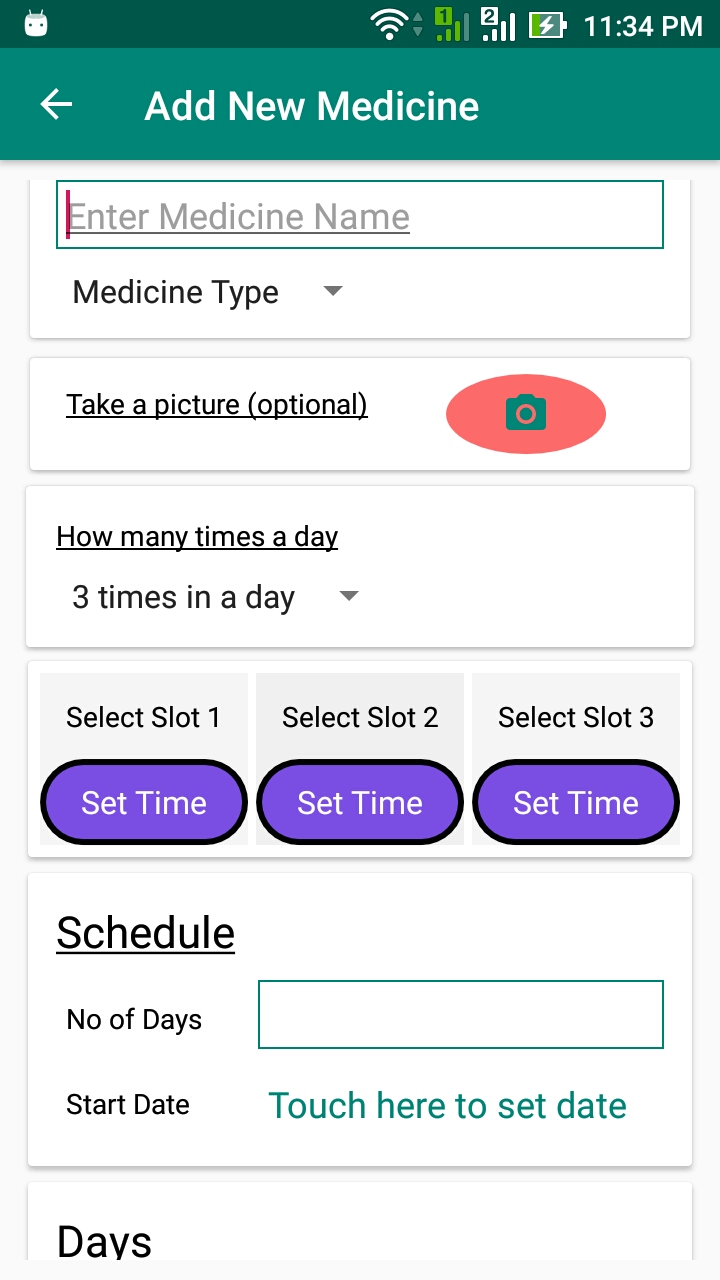 1 2 11:34 PM
Add New Medicine
Enter Medicine Name
Medicine Type
Take a picture (optional)
How many times a day
3 times in a day
Select Slot 1 Select Slot 2 Select Slot 3
Set Time Set Time Set Time
Schedule
No of Days
Start Date Touch here to set date
Days